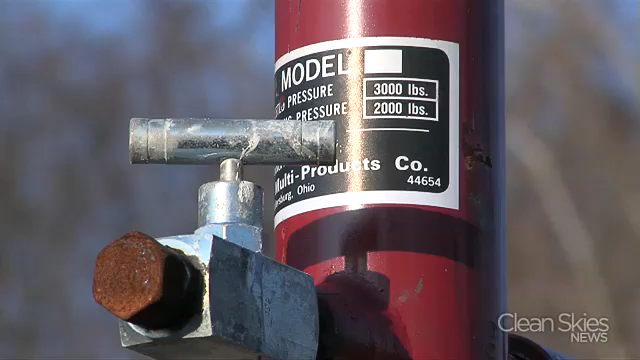 MODEL
PRESSURE 3000 lbs.
PRESSURE 2000 lbs.
Multi-Products Co.
Ohio 44654
Clean Skies
NEWS